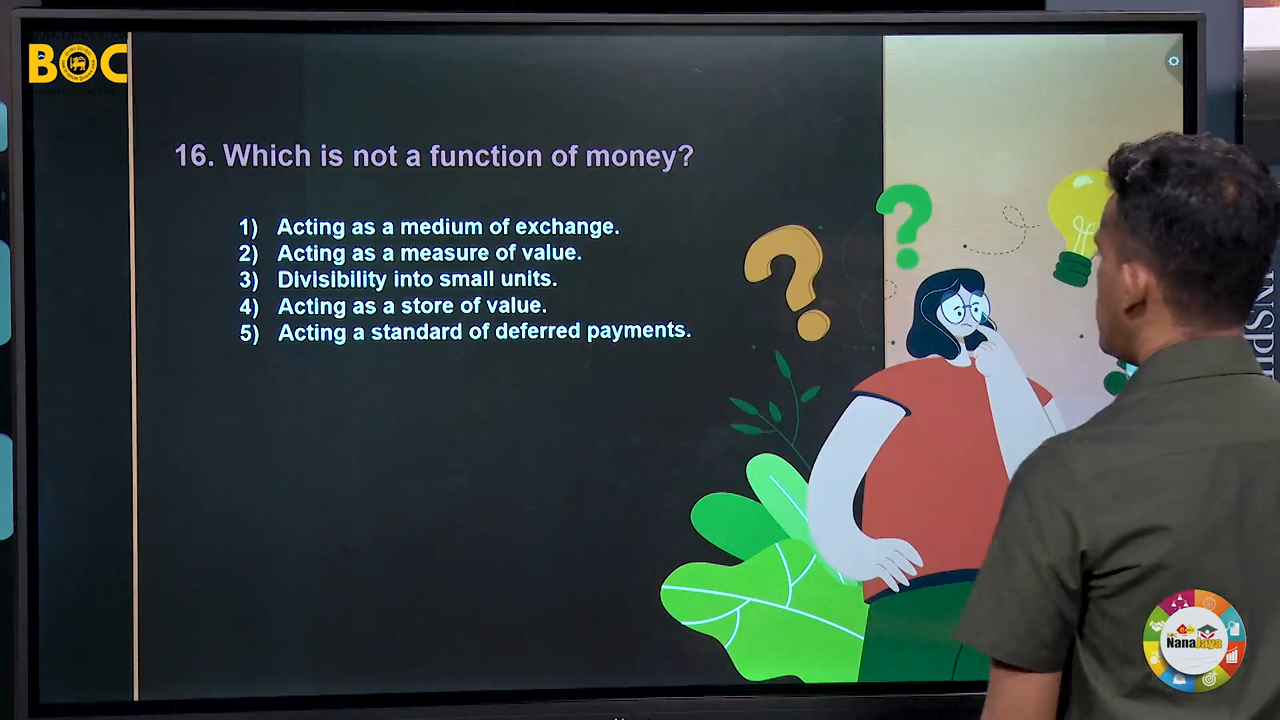 BOC
16. Which is not a function of money?
1) Acting as a medium of exchange.
2) Acting as a measure of value.
3) Divisibility into small units.
4) Acting as a store of value.
5) Acting a standard of deferred payments.
NanaJaya